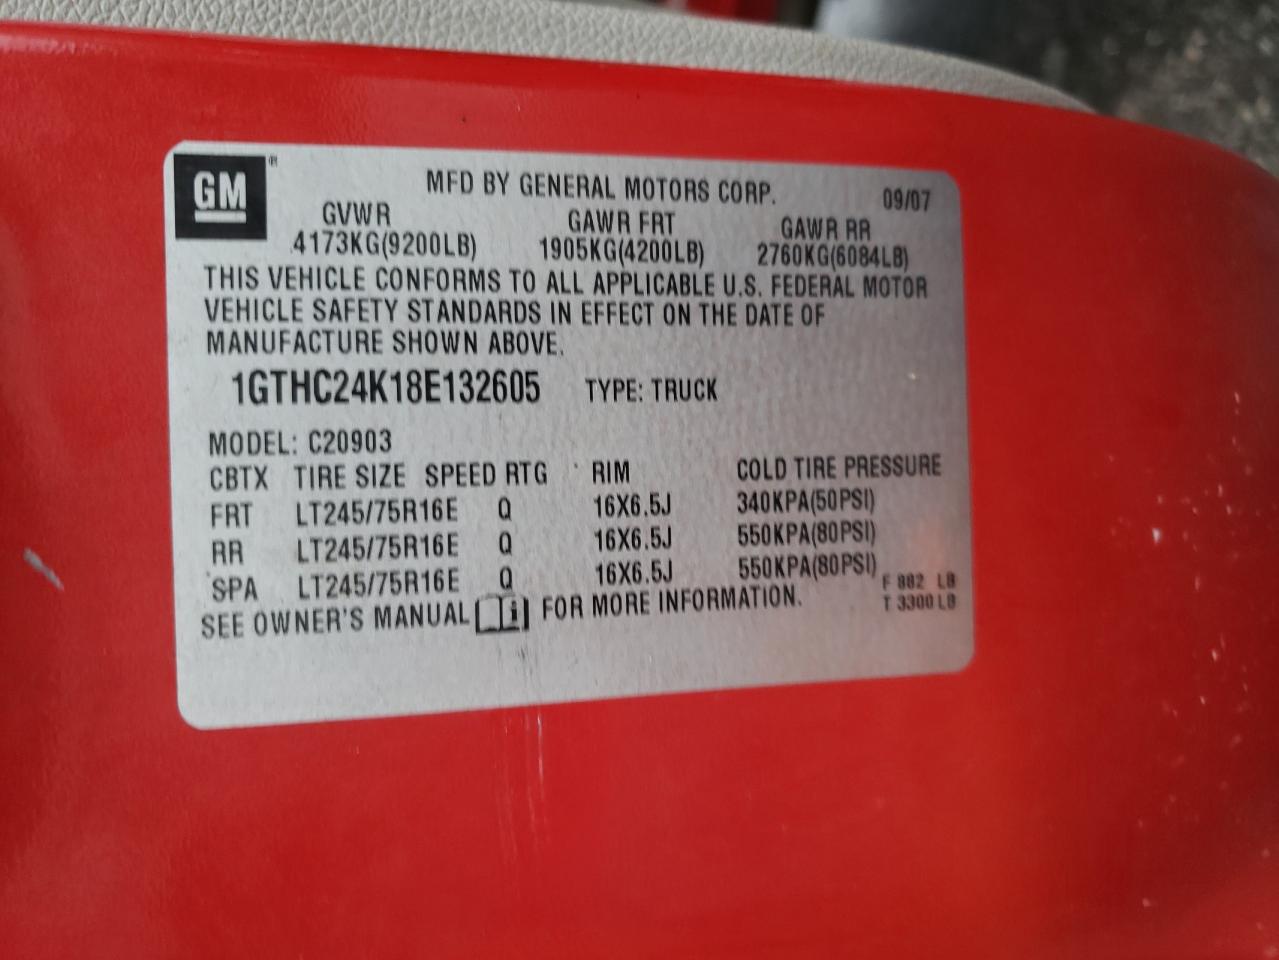 GM®
MFD BY GENERAL MOTORS CORP. 09/07
GVWR GAWR FRT GAWR RR
4173KG(9200LB) 1905KG(4200LB) 2760KG(6084LB)
THIS VEHICLE CONFORMS TO ALL APPLICABLE U.S. FEDERAL MOTOR
VEHICLE SAFETY STANDARDS IN EFFECT ON THE DATE OF
MANUFACTURE SHOWN ABOVE.
1GTHC24K18E132605 TYPE: TRUCK
MODEL: C20903
CBTX TIRE SIZE SPEED RTG RIM COLD TIRE PRESSURE
FRT LT245/75R16E Q 16X6.5J 340KPA(50PSI)
RR LT245/75R16E Q 16X6.5J 550KPA(80PSI)
SPA LT245/75R16E Q 16X6.5J 550KPA(80PSI)
F 882 LB
T 3300 LB
SEE OWNER'S MANUAL i FOR MORE INFORMATION.